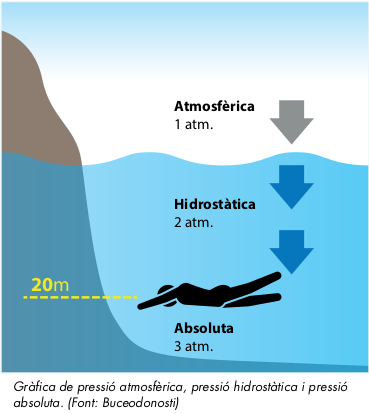 Atmosfèrica
1 atm.
Hidrostàtica
2 atm.
20m
Absoluta
3 atm.
Gràfica de pressió atmosfèrica, pressió hidrostàtica i pressió
absoluta. (Font: Buceodonosti)